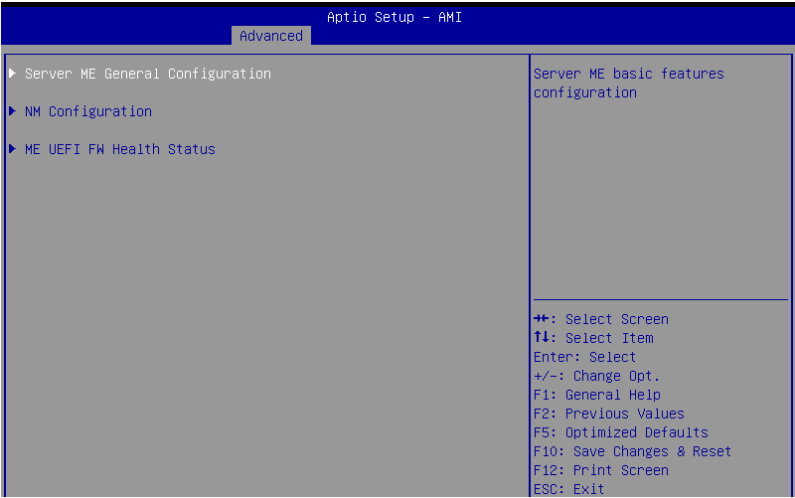 Aptio Setup – AMI
Advanced
▶ Server ME General Configuration
▶ NM Configuration
▶ ME UEFI FW Health Status
Server ME basic features
configuration
→←: Select Screen
↑↓: Select Item
Enter: Select
+/-: Change Opt.
F1: General Help
F2: Previous Values
F5: Optimized Defaults
F10: Save Changes & Reset
F12: Print Screen
ESC: Exit